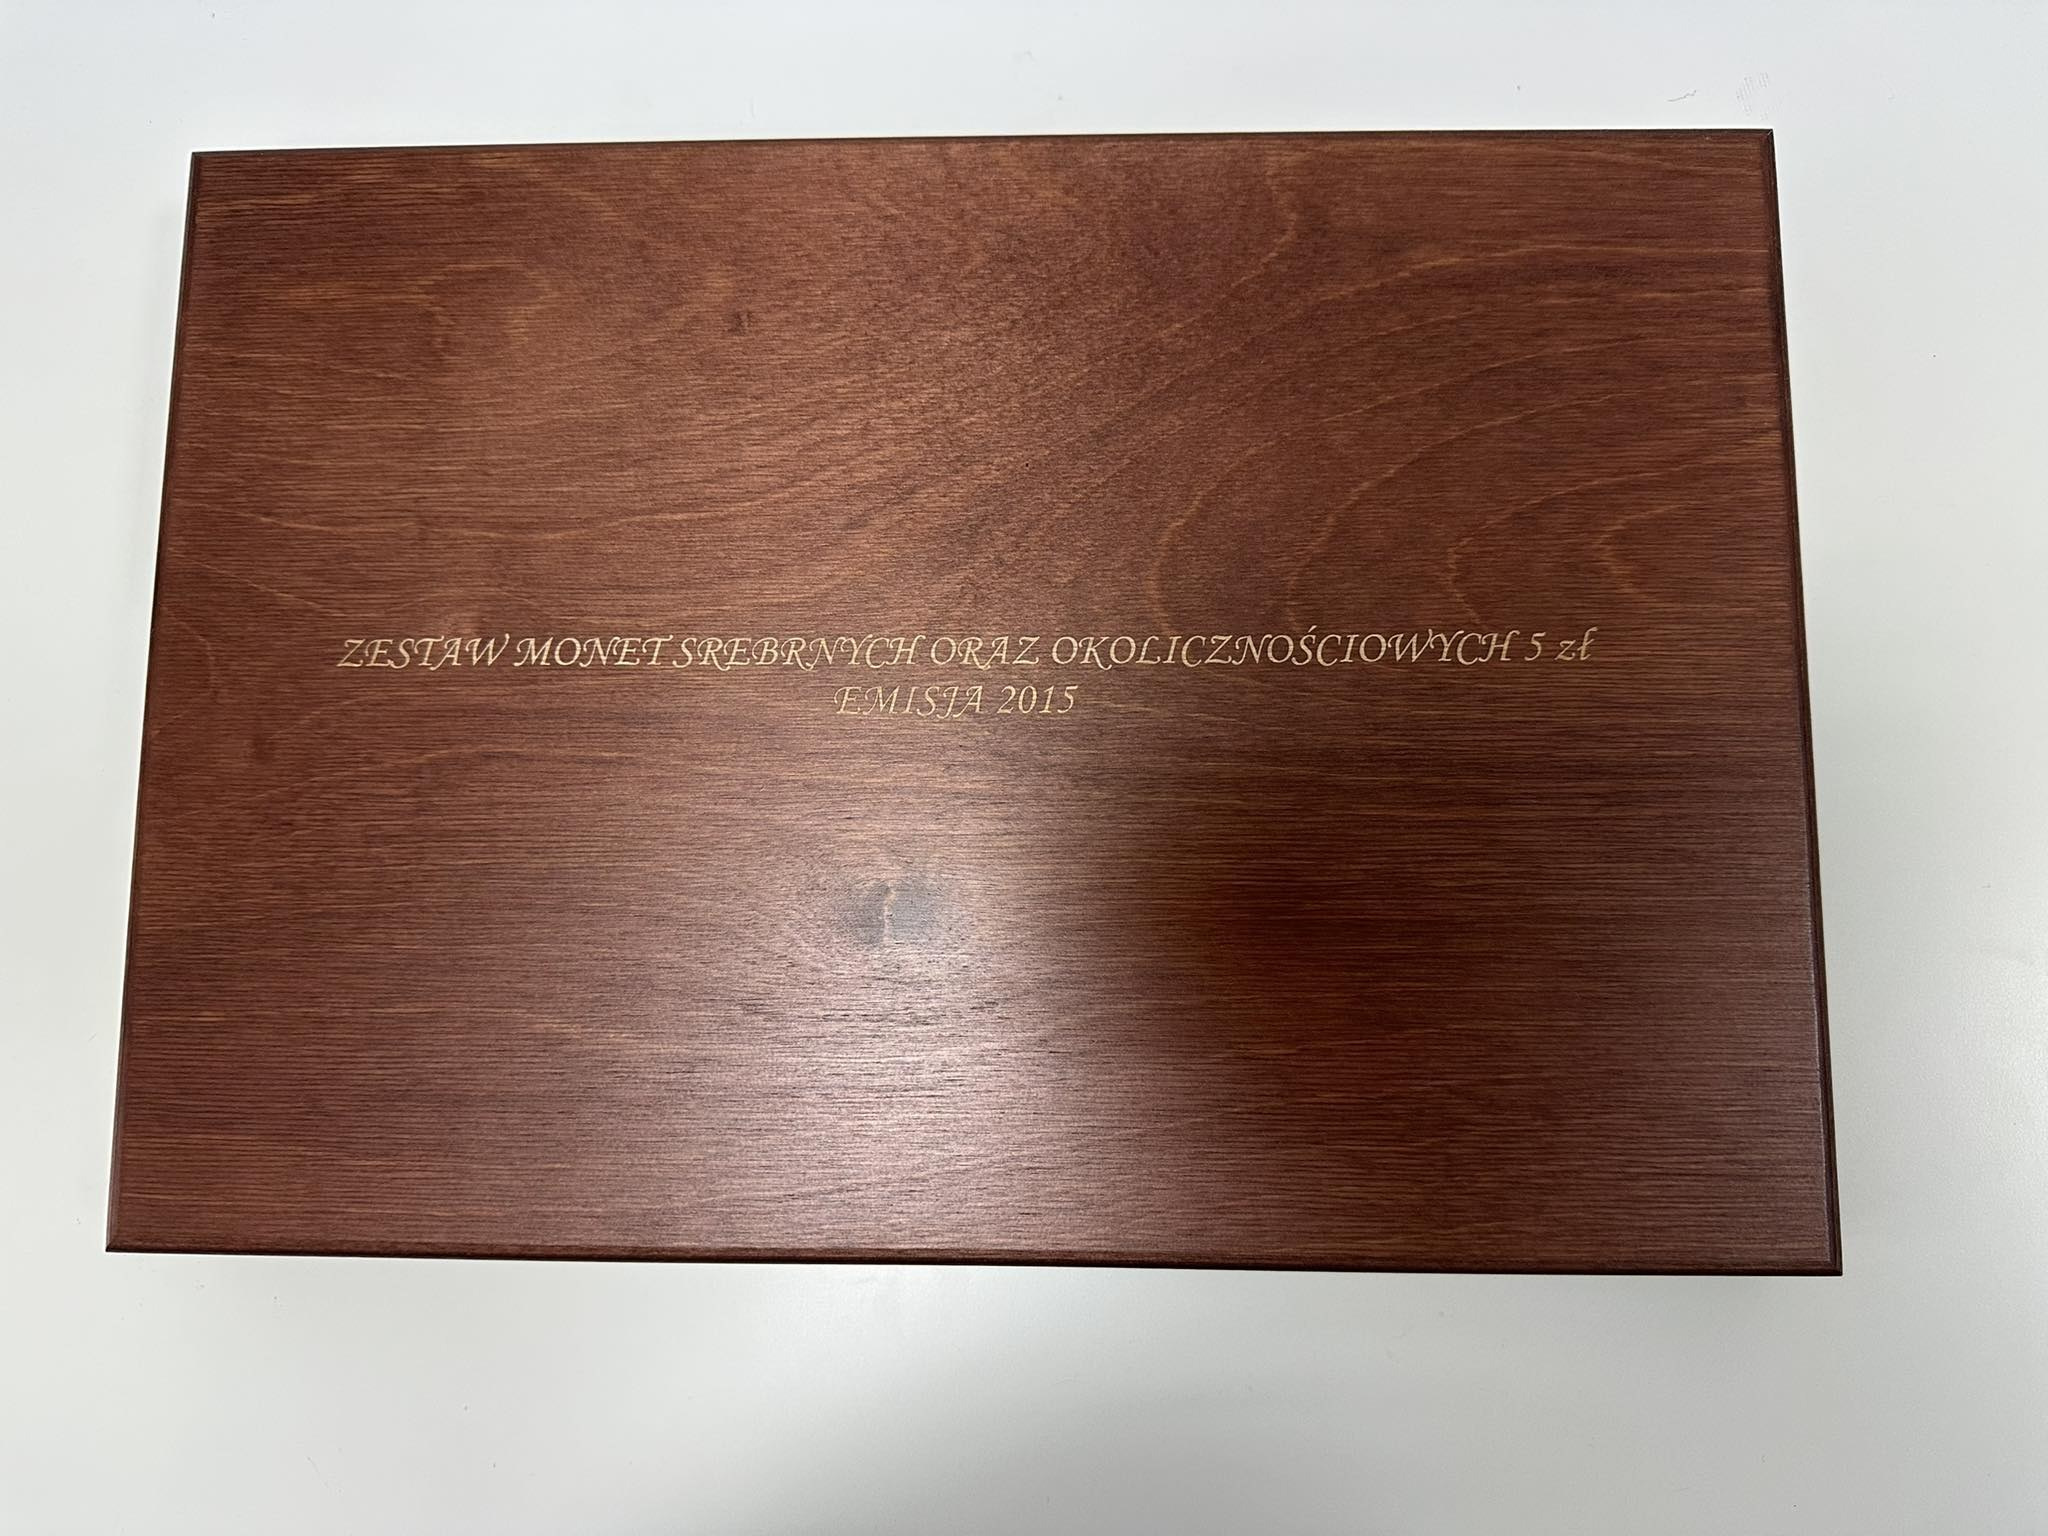 ZESTAW MONET SREBRNYCH ORAZ OKOLICZNOŚCIOWYCH 5 zł
EMISJA 2015